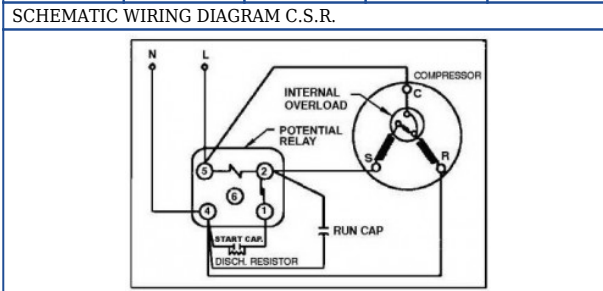 SCHEMATIC WIRING DIAGRAM C.S.R.
N L
COMPRESSOR
C
INTERNAL
OVERLOAD
POTENTIAL
RELAY
S R
5 2
6
4 1
START CAP.
RUN CAP
DISCH. RESISTOR